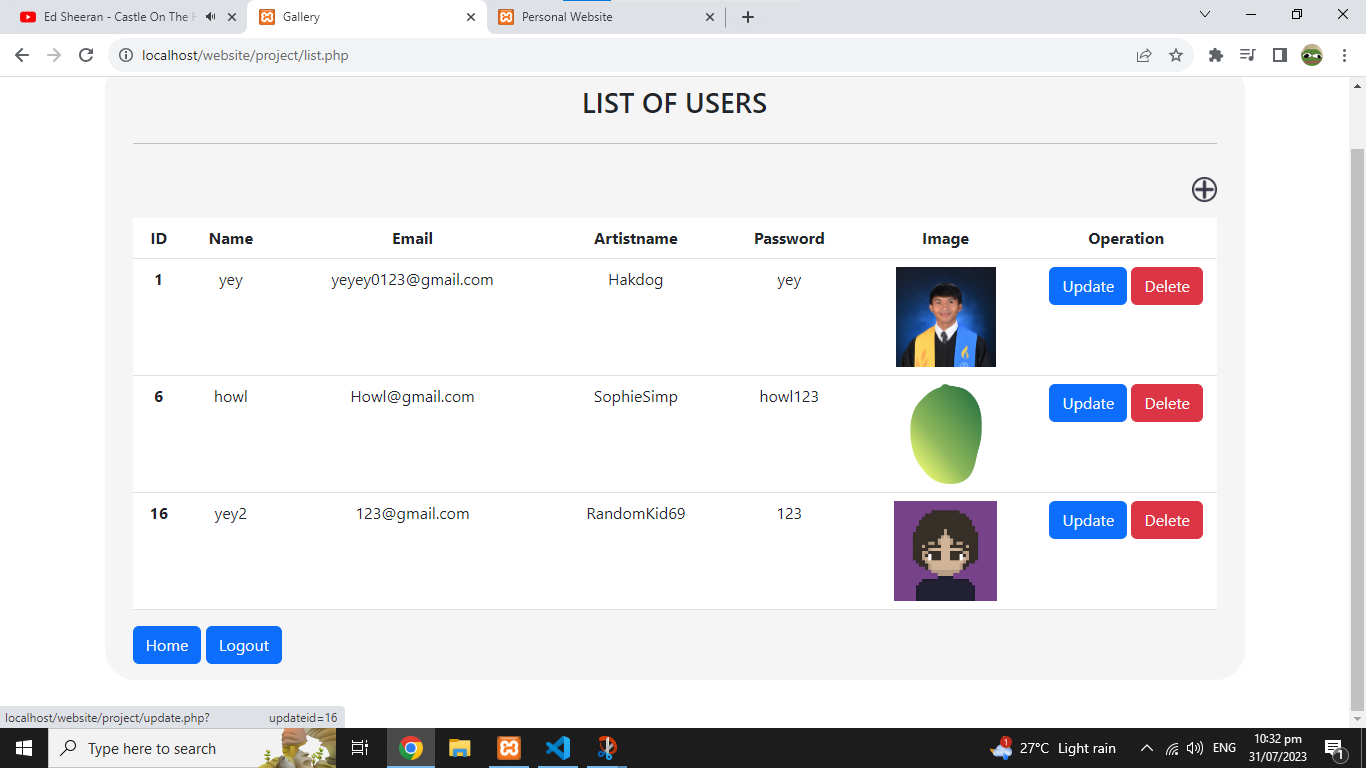 Ed Sheeran - Castle On The H
Gallery
Personal Website
localhost/website/project/list.php
LIST OF USERS
ID Name Email Artistname Password Image Operation
1 yey yeyey0123@gmail.com Hakdog yey Update Delete
6 howl Howl@gmail.com SophieSimp howl123 Update Delete
16 yey2 123@gmail.com RandomKid69 123 Update Delete
Home Logout
localhost/website/project/update.php? updateid=16
Type here to search
27°C Light rain
ENG
10:32 pm
31/07/2023
1
1